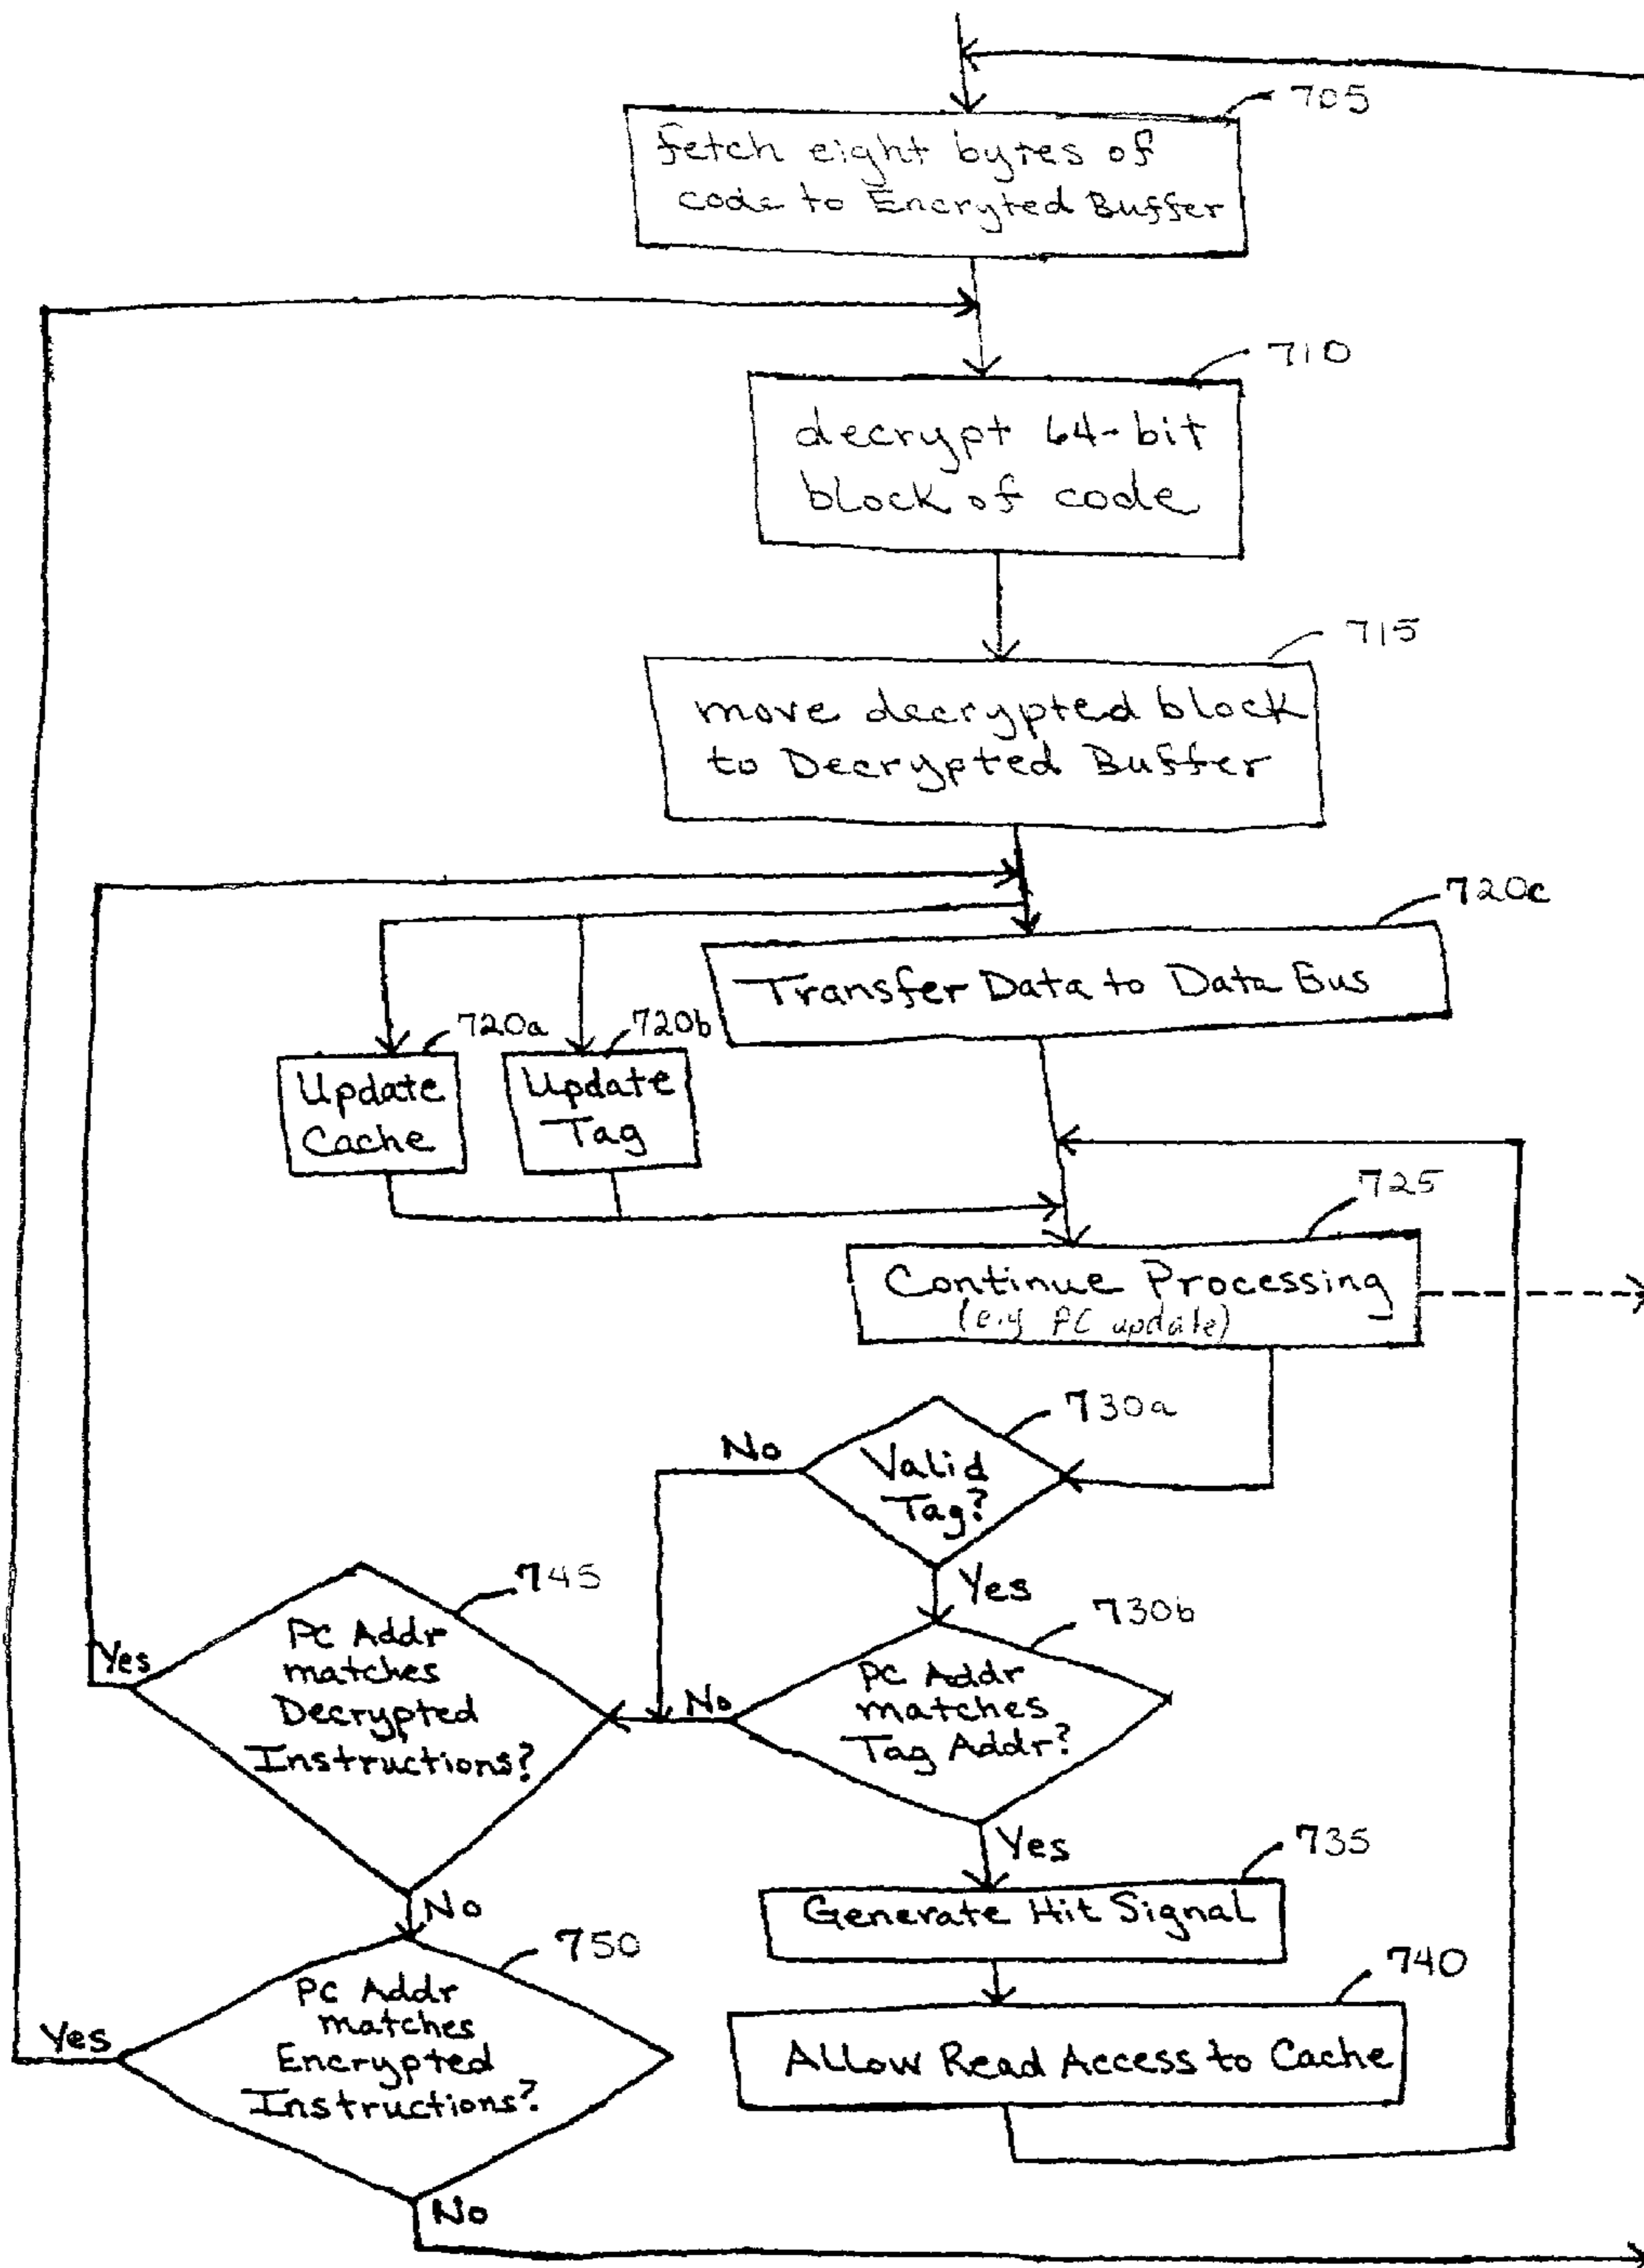 705
fetch eight bytes of
code to Encryted Buffer
710
decrypt 64-bit
block of code
715
move decrypted block
to Decrypted Buffer
720c
Transfer Data to Data Bus
720a
Update
Cache
720b
Update
Tag
725
Continue Processing
(e.g PC update)
730a
Valid
Tag?
No
Yes
730b
PC Addr
matches
Tag Addr?
No
Yes
745
PC Addr
matches
Decrypted
Instructions?
Yes
No
735
Generate Hit Signal
740
Allow Read Access to Cache
750
PC Addr
matches
Encrypted
Instructions?
Yes
No